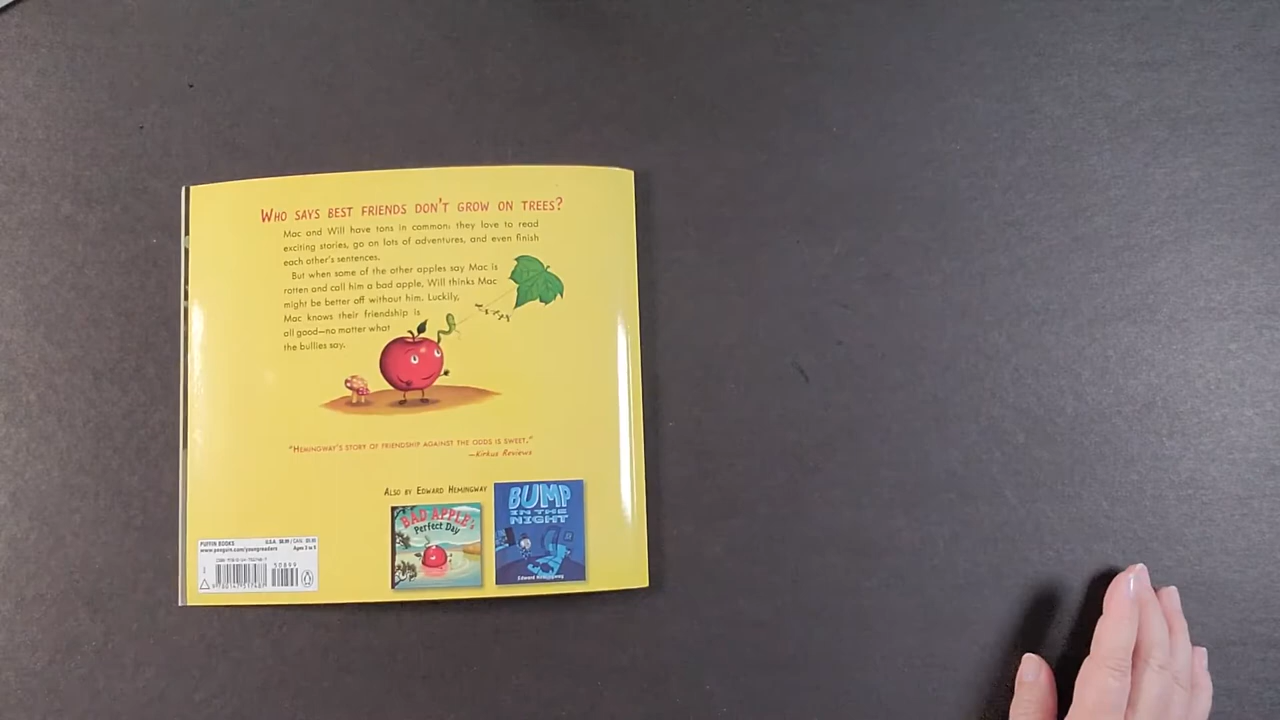 WHO SAYS BEST FRIENDS DON'T GROW ON TREES?
Mac and Will have tons in common: they love to read
exciting stories, go on lots of adventures, and even finish
each other's sentences.
But when some of the other apples say Mac is
rotten and call him a bad apple, Will thinks Mac
might be better off without him. Luckily,
Mac knows their friendship is
all good—no matter what
the bullies say.
"HEMINGWAY'S STORY OF FRIENDSHIP AGAINST THE ODDS IS SWEET."
—Kirkus Reviews
ALSO BY EDWARD HEMINGWAY
BAD APPLE'S
Perfect Day
BUMP
IN THE
NIGHT
Edward Hemingway
PUFFIN BOOKS
www.penguin.com/youngreaders
U.S.A. $8.99 / CAN.
Ages 3 to 5
50899